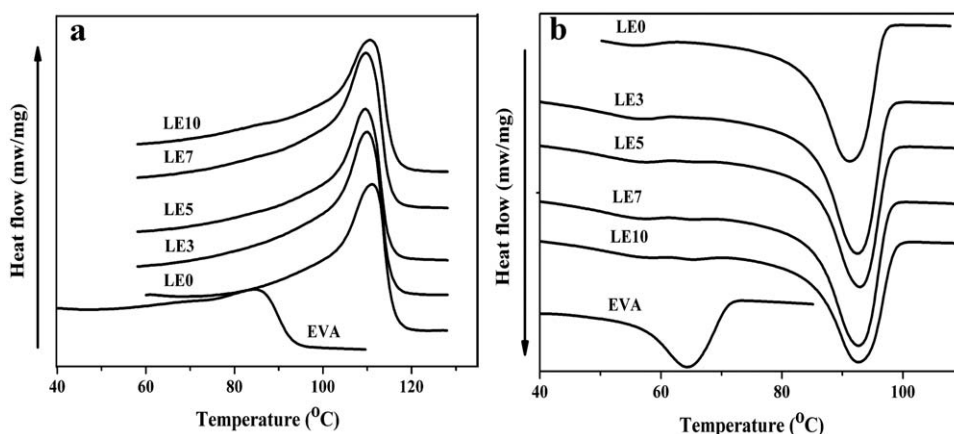 a
Heat flow (mw/mg)
LE10
LE7
LE5
LE3
LE0
EVA
40 60 80 100 120
Temperature (⁰C)
b
Heat flow (mw/mg)
LE0
LE3
LE5
LE7
LE10
EVA
40 60 80 100
Temperature (⁰C)